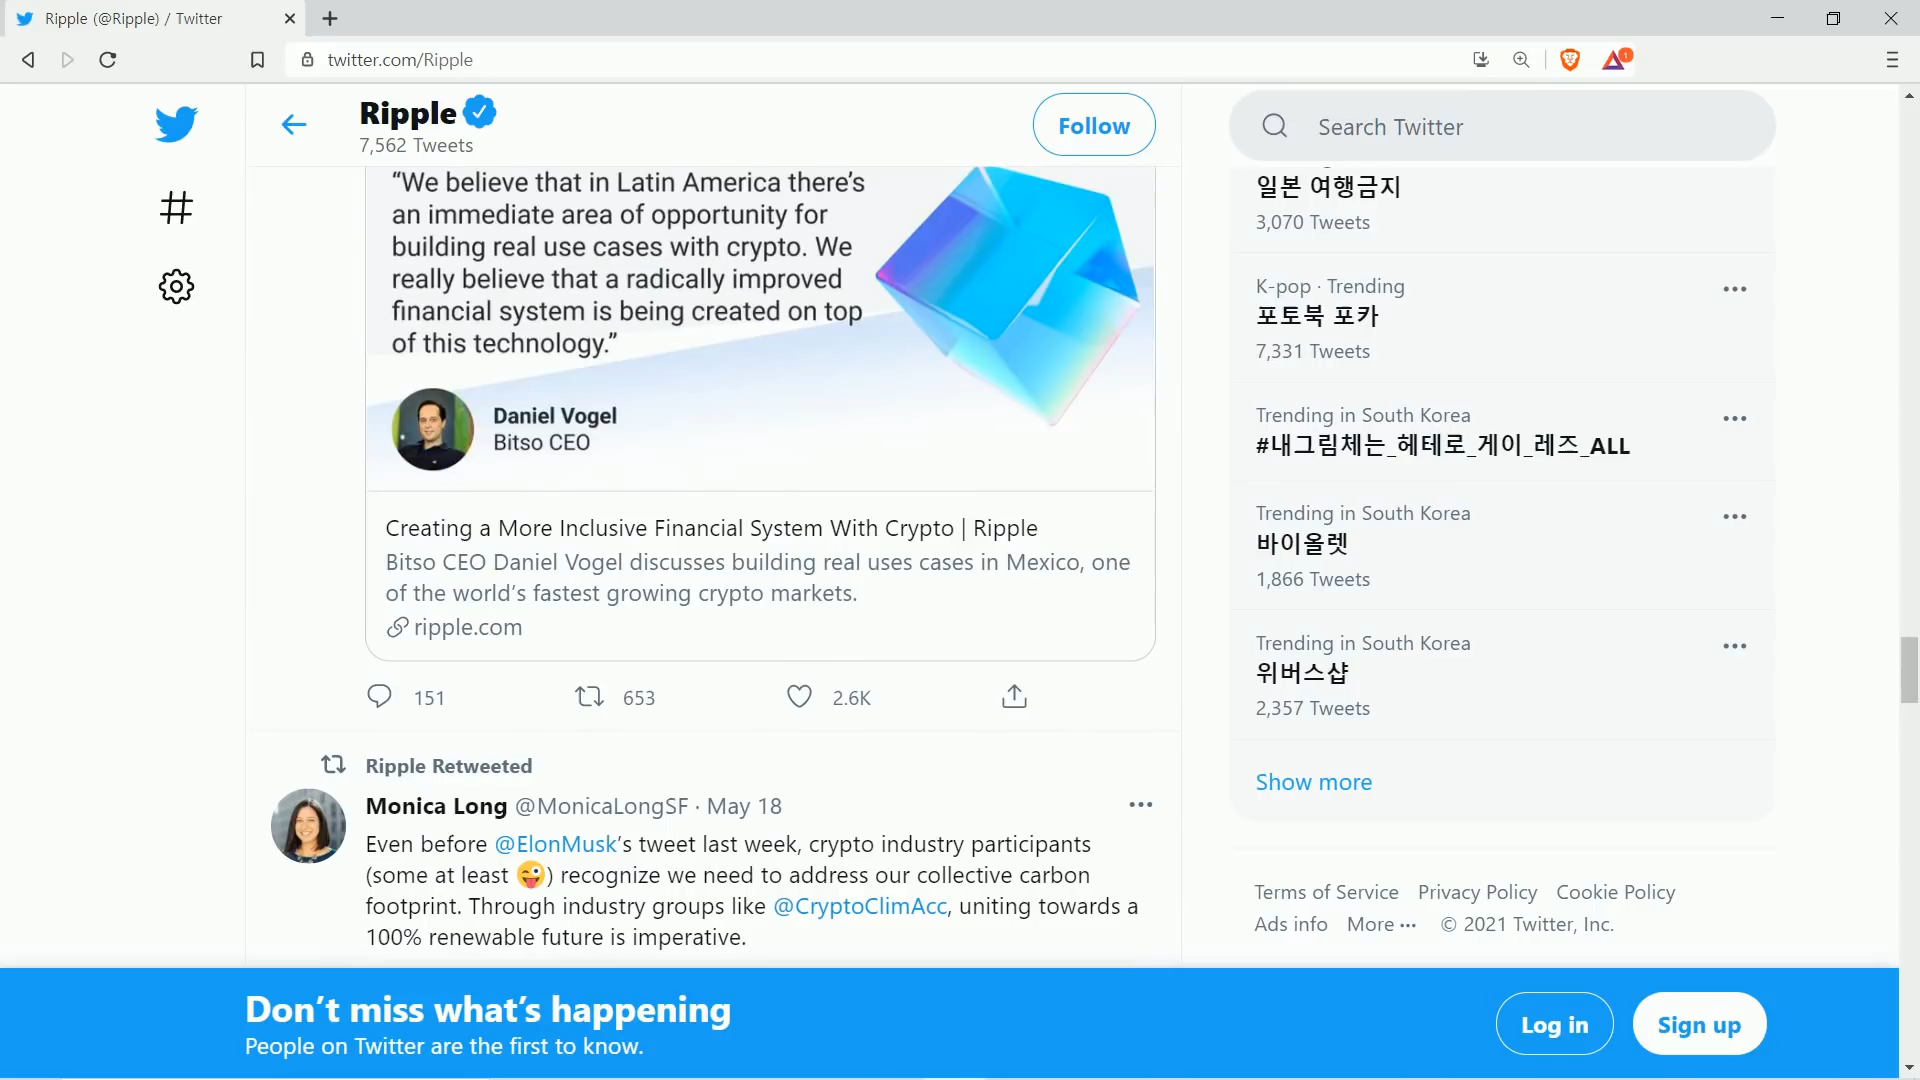 Ripple (@Ripple) / Twitter
twitter.com/Ripple
1
Ripple
7,562 Tweets
Follow
Search Twitter
“We believe that in Latin America there’s
an immediate area of opportunity for
building real use cases with crypto. We
really believe that a radically improved
financial system is being created on top
of this technology.”
Daniel Vogel
Bitso CEO
Creating a More Inclusive Financial System With Crypto | Ripple
Bitso CEO Daniel Vogel discusses building real uses cases in Mexico, one
of the world’s fastest growing crypto markets.
ripple.com
151
653
2.6K
Ripple Retweeted
Monica Long @MonicaLongSF · May 18
Even before @ElonMusk’s tweet last week, crypto industry participants
(some at least 😜) recognize we need to address our collective carbon
footprint. Through industry groups like @CryptoClimAcc, uniting towards a
100% renewable future is imperative.
일본 여행금지
3,070 Tweets
K-pop · Trending
포토북 포카
7,331 Tweets
Trending in South Korea
#내그림체는_헤테로_게이_레즈_ALL
Trending in South Korea
바이올렛
1,866 Tweets
Trending in South Korea
위버스샵
2,357 Tweets
Show more
Terms of Service Privacy Policy Cookie Policy
Ads info More ··· © 2021 Twitter, Inc.
Don’t miss what’s happening
People on Twitter are the first to know.
Log in
Sign up